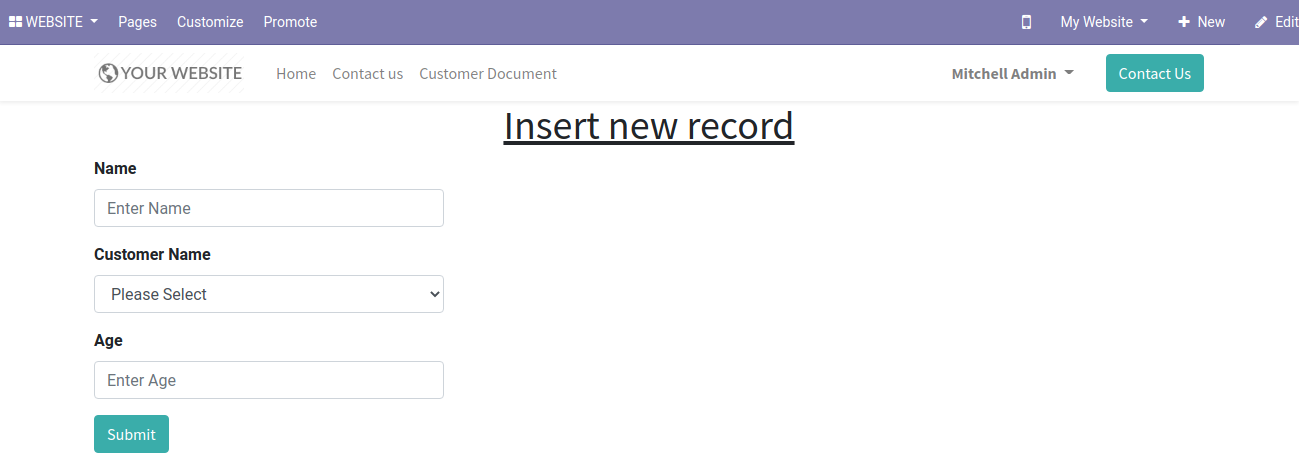 WEBSITE Pages Customize Promote My Website New Edit
YOUR WEBSITE Home Contact us Customer Document Mitchell Admin Contact Us
Insert new record
Name
Enter Name
Customer Name
Please Select
Age
Enter Age
Submit